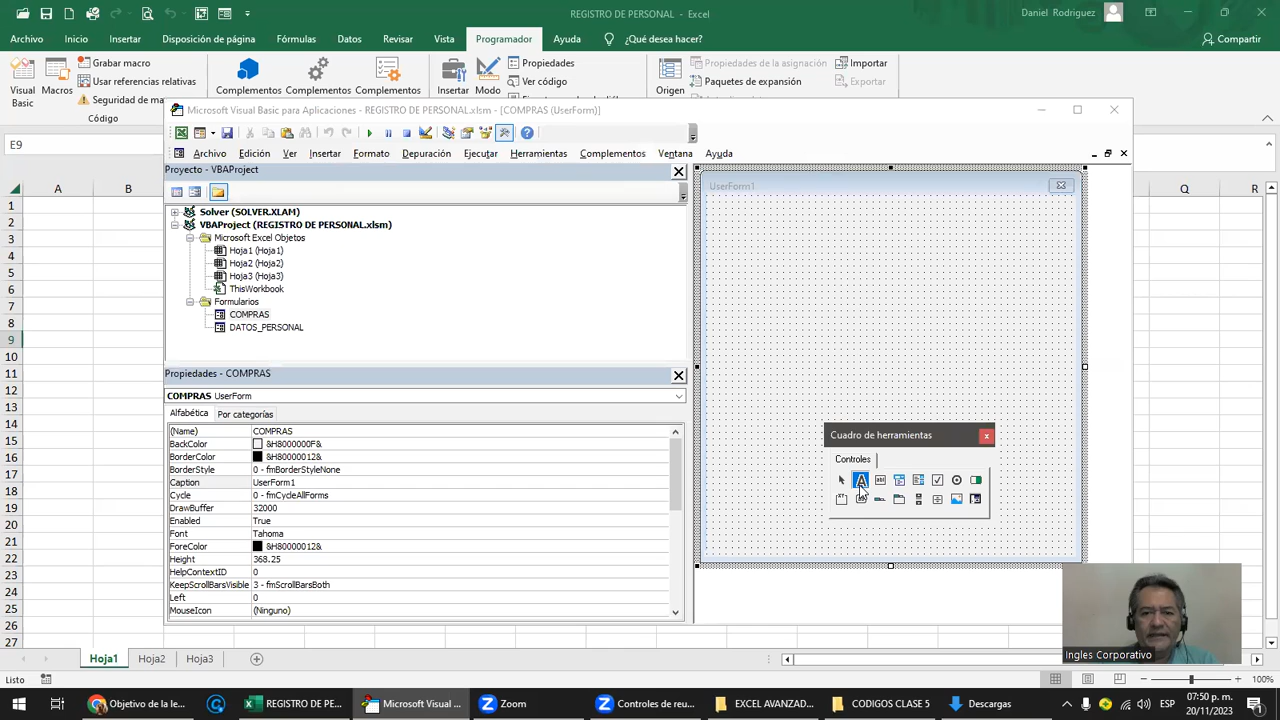 REGISTRO DE PERSONAL - Excel
Daniel Rodriguez
Archivo Inicio Insertar Disposición de página Fórmulas Datos Revisar Vista Programador Ayuda ¿Qué desea hacer? Compartir
Visual Basic
Macros
Grabar macro
Usar referencias relativas
Seguridad de ma
Código
Complementos
Complementos
Complementos
Insertar
Modo
Propiedades
Ver código
Origen
Propiedades de la asignación
Paquetes de expansión
Importar
Exportar
Microsoft Visual Basic para Aplicaciones - REGISTRO DE PERSONAL.xlsm - [COMPRAS (UserForm)]
E9
Archivo Edición Ver Insertar Formato Depuración Ejecutar Herramientas Complementos Ventana Ayuda
A B Q R
1
2
3
4
5
6
7
8
9
10
11
12
13
14
15
16
17
18
19
20
21
22
23
24
25
26
27
Proyecto - VBAProject
Solver (SOLVER.XLAM)
VBAProject (REGISTRO DE PERSONAL.xlsm)
Microsoft Excel Objetos
Hoja1 (Hoja1)
Hoja2 (Hoja2)
Hoja3 (Hoja3)
ThisWorkbook
Formularios
COMPRAS
DATOS_PERSONAL
Propiedades - COMPRAS
COMPRAS UserForm
Alfabética Por categorías
(Name) COMPRAS
BackColor &H8000000F&
BorderColor &H80000012&
BorderStyle 0 - fmBorderStyleNone
Caption UserForm1
Cycle 0 - fmCycleAllForms
DrawBuffer 32000
Enabled True
Font Tahoma
ForeColor &H80000012&
Height 368.25
HelpContextID 0
KeepScrollBarsVisible 3 - fmScrollBarsBoth
Left 0
MouseIcon (Ninguno)
UserForm1
Cuadro de herramientas
Controles
Ingles Corporativo
Hoja1 Hoja2 Hoja3
Listo
100%
Objetivo de la le...
REGISTRO DE PE...
Microsoft Visual ...
Zoom
Controles de reu...
EXCEL AVANZAD...
CODIGOS CLASE 5
Descargas
ESP
07:50 p. m.
20/11/2023